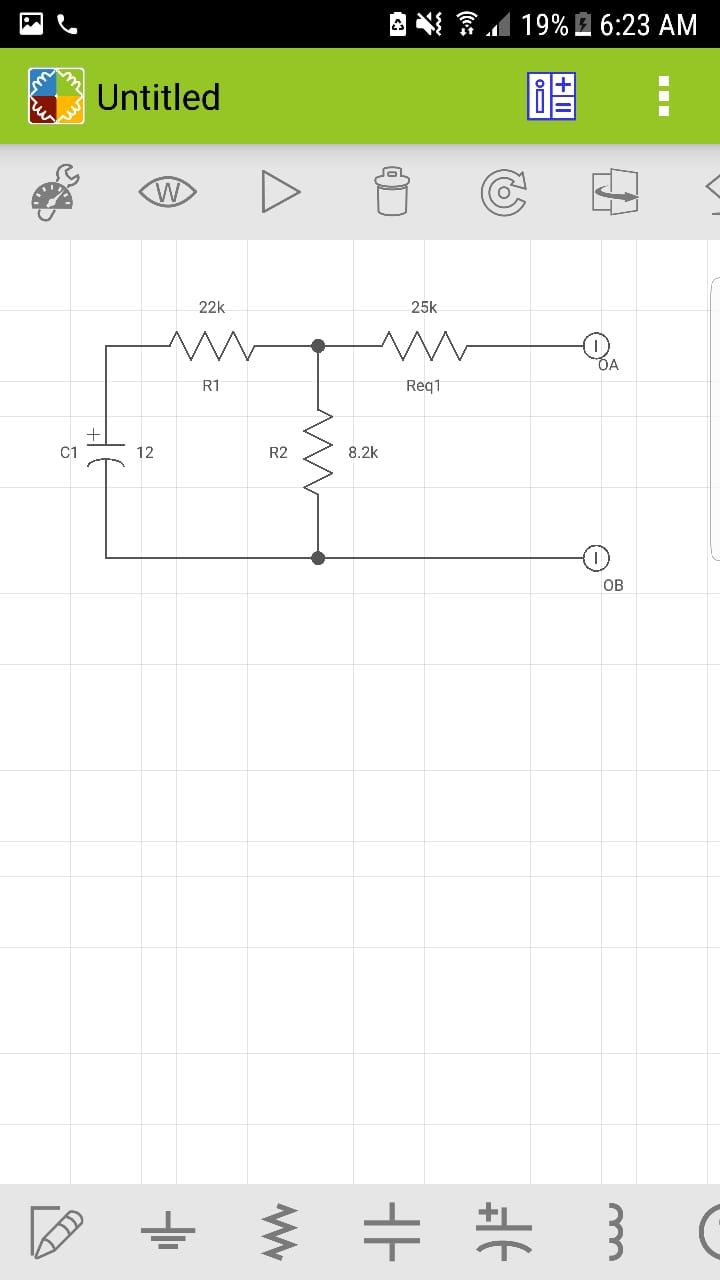 19% 6:23 AM
Untitled
W
22k
25k
R1
Req1
OA
+
C1
12
R2
8.2k
OB